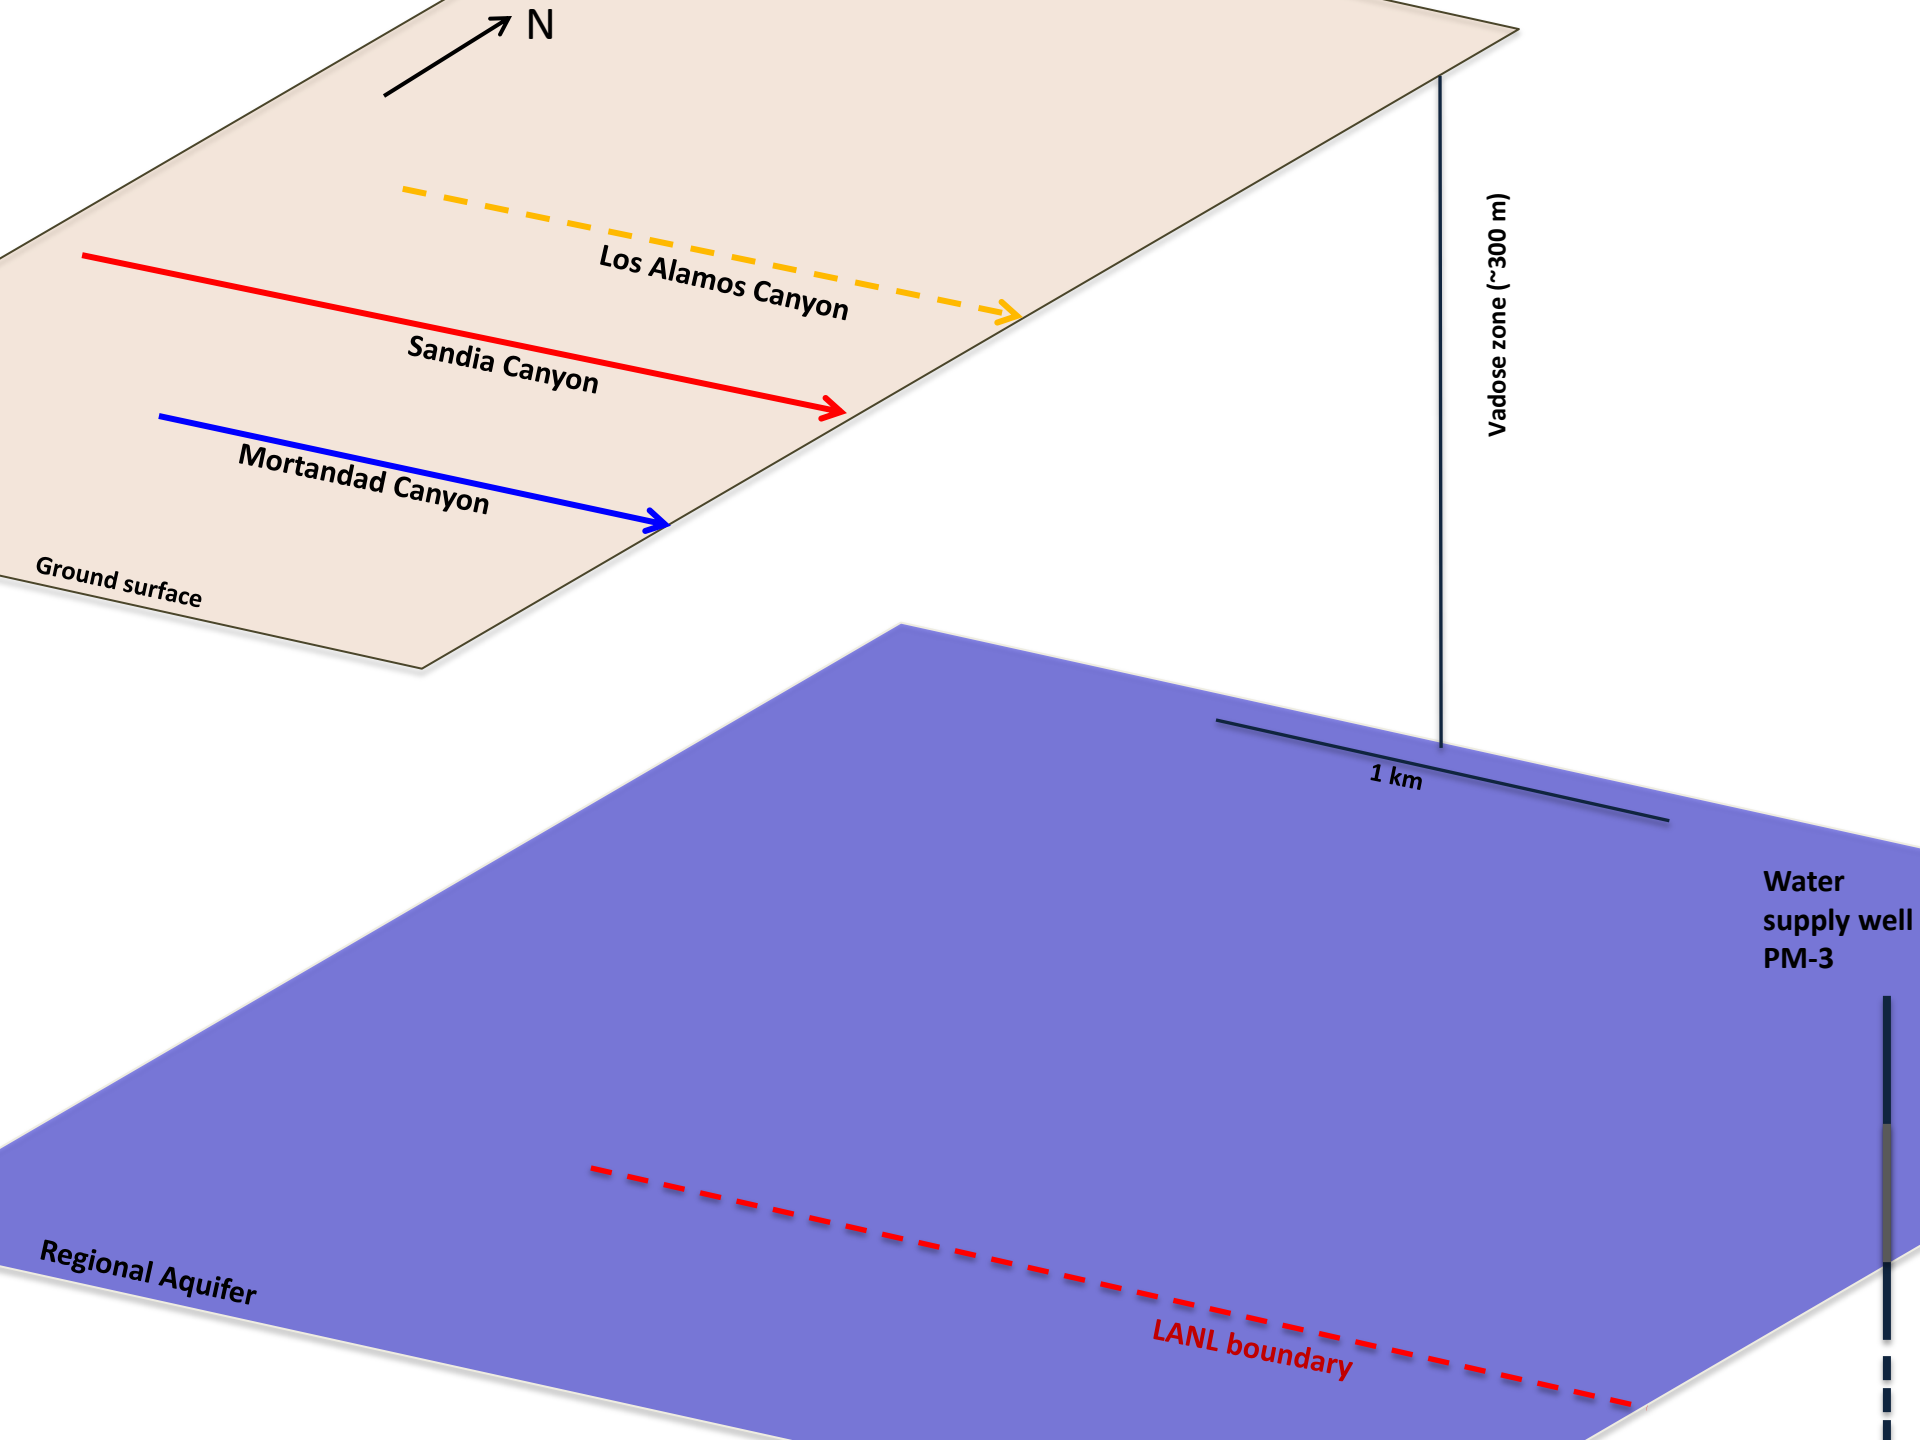 N
Los Alamos Canyon
Sandia Canyon
Mortandad Canyon
Ground surface
Vadose zone (~300 m)
1 km
Water
supply well
PM-3
Regional Aquifer
LANL boundary